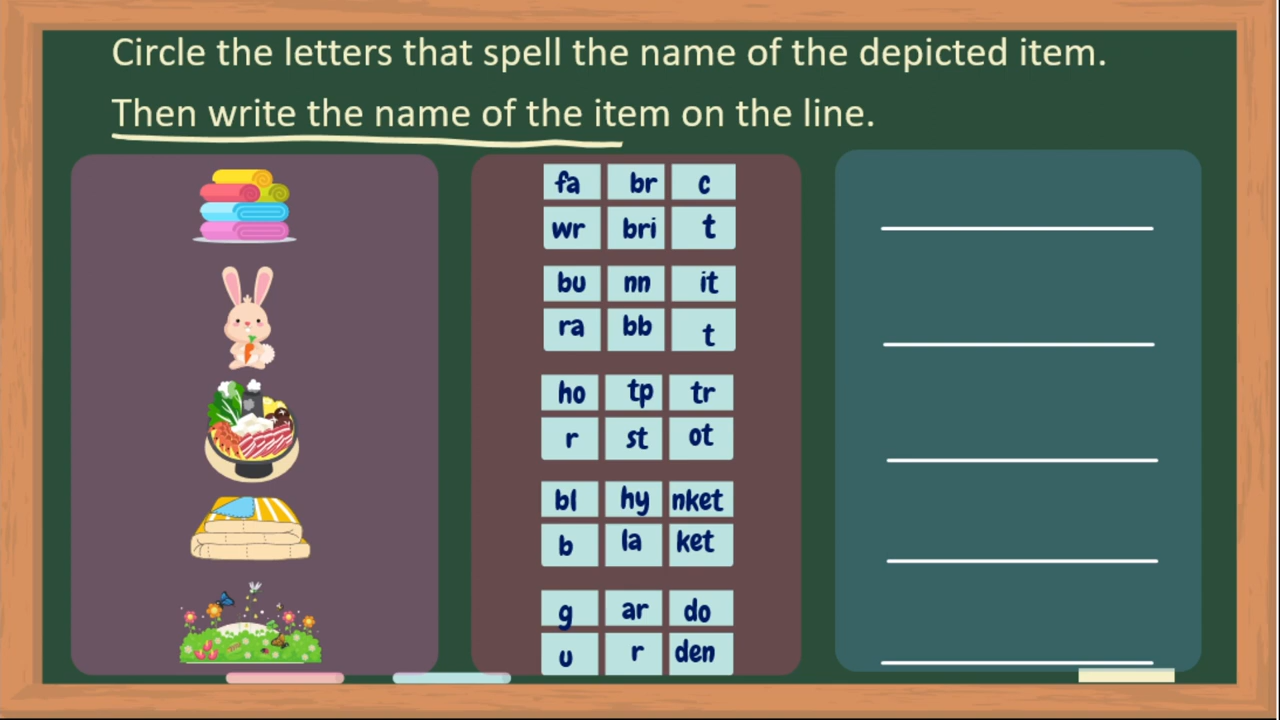 Circle the letters that spell the name of the depicted item.
Then write the name of the item on the line.
fa br c
wr bri t
bu nn it
ra bb t
ho tp tr
r st ot
bl hy nket
b la ket
g ar do
u r den